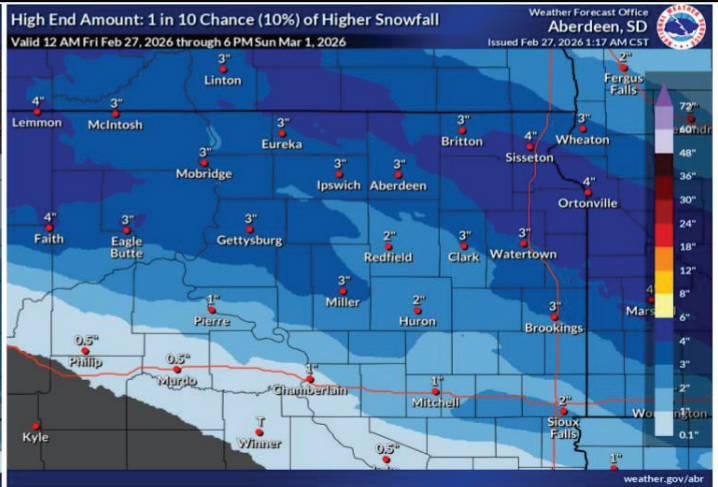 High End Amount: 1 in 10 Chance (10%) of Higher Snowfall
Valid 12 AM Fri Feb 27, 2026 through 6 PM Sun Mar 1, 2026
Weather Forecast Office
Aberdeen, SD
Issued Feb 27, 2026 1:17 AM CST
3"
Linton
2"
Fergus
Falls
4"
Lemmon
3"
McIntosh
3"
Eureka
3"
Britton
4"
Sisseton
3"
Wheaton
3"
Mobridge
3"
Ipswich
3"
Aberdeen
4"
Ortonville
4"
Faith
3"
Eagle
Butte
3"
Gettysburg
2"
Redfield
3"
Clark
3"
Watertown
3"
Miller
2"
Huron
3"
Brookings
4"
1"
Pierre
0.5"
Philip
0.5"
Murdo
1"
Chamberlain
1"
Mitchell
2"
Sioux
Falls
Kyle
T
Winner
0.5"
1"
72"
60"
48"
36"
30"
24"
18"
12"
8"
6"
4"
3"
2"
1"
0.1"
weather.gov/abr